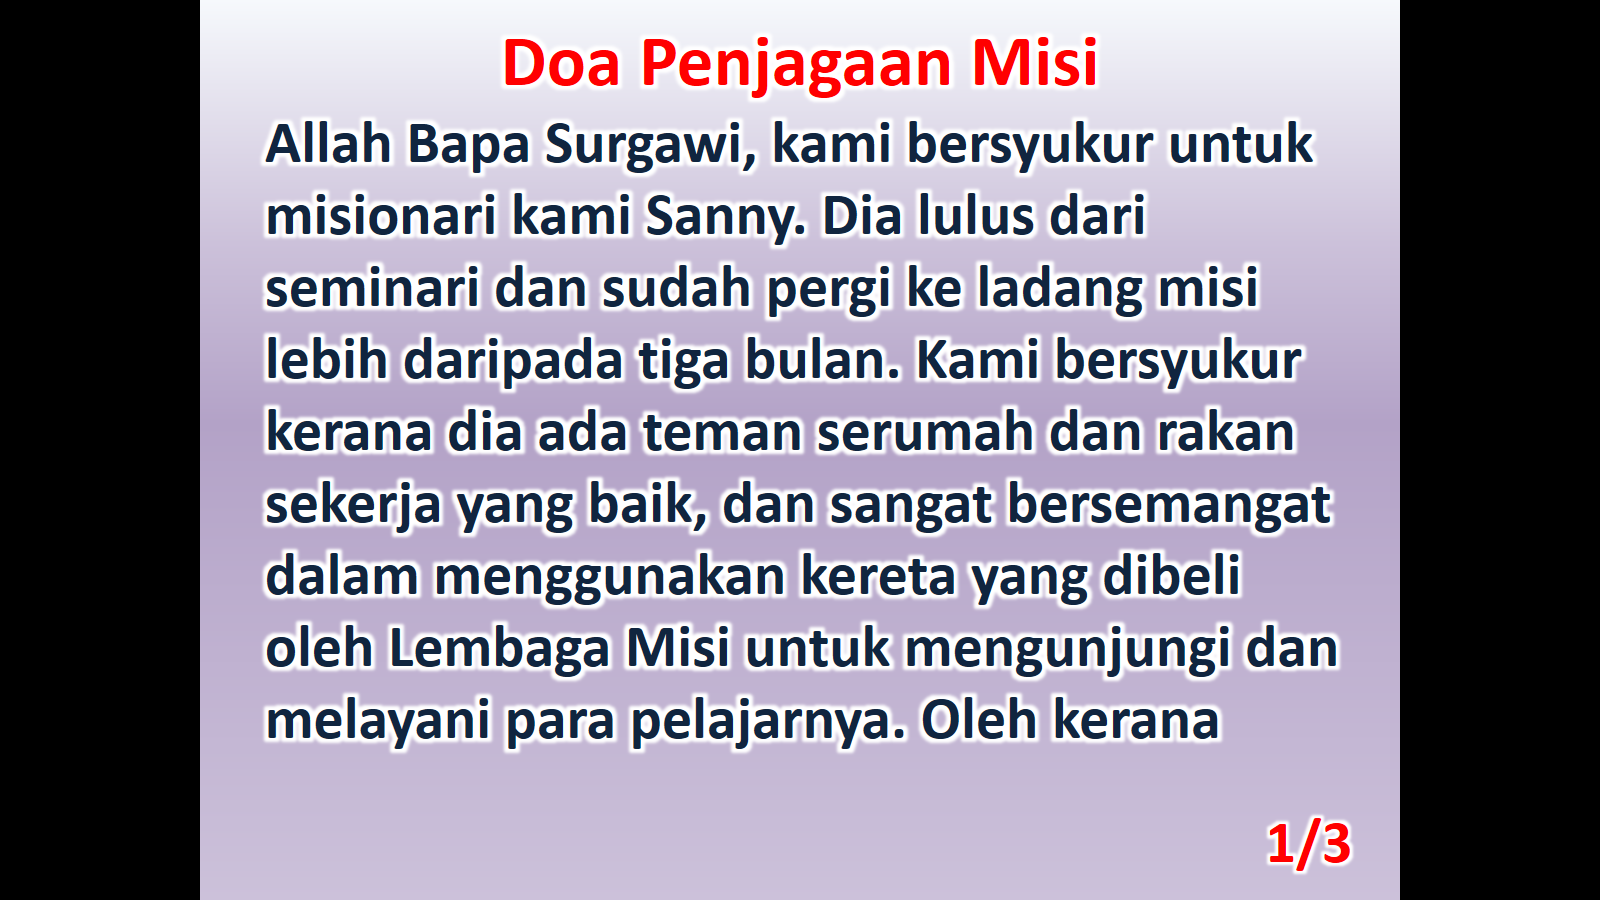 Doa Penjagaan Misi
Allah Bapa Surgawi, kami bersyukur untuk
misionari kami Sanny. Dia lulus dari
seminari dan sudah pergi ke ladang misi
lebih daripada tiga bulan. Kami bersyukur
kerana dia ada teman serumah dan rakan
sekerja yang baik, dan sangat bersemangat
dalam menggunakan kereta yang dibeli
oleh Lembaga Misi untuk mengunjungi dan
melayani para pelajarnya. Oleh kerana
1/3